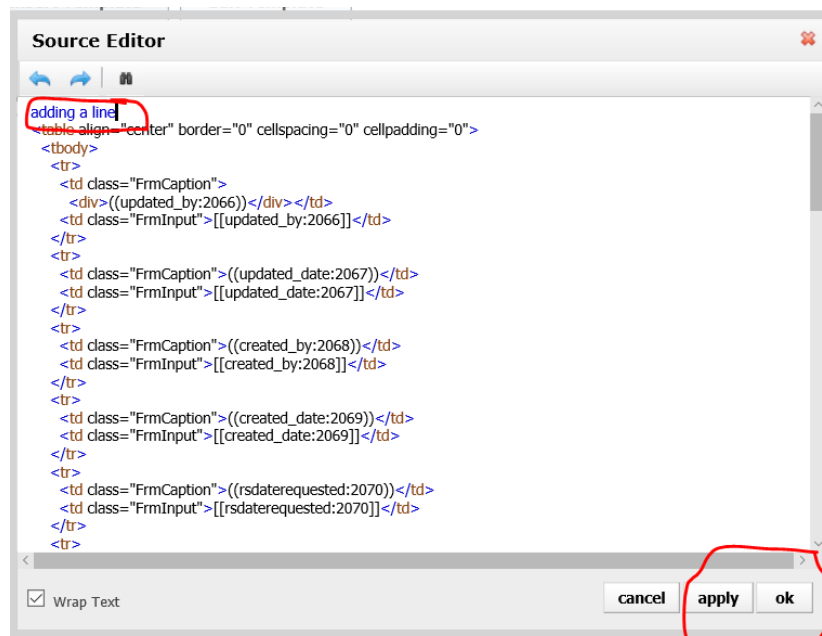 Source Editor
adding a line
<table align="center" border="0" cellspacing="0" cellpadding="0">
<tbody>
<tr>
<td class="FrmCaption">
<div>((updated_by:2066))</div></td>
<td class="FrmInput">[[updated_by:2066]]</td>
</tr>
<tr>
<td class="FrmCaption">((updated_date:2067))</td>
<td class="FrmInput">[[updated_date:2067]]</td>
</tr>
<tr>
<td class="FrmCaption">((created_by:2068))</td>
<td class="FrmInput">[[created_by:2068]]</td>
</tr>
<tr>
<td class="FrmCaption">((created_date:2069))</td>
<td class="FrmInput">[[created_date:2069]]</td>
</tr>
<tr>
<td class="FrmCaption">((rsdaterequested:2070))</td>
<td class="FrmInput">[[rsdaterequested:2070]]</td>
</tr>
<tr>
Wrap Text cancel apply ok